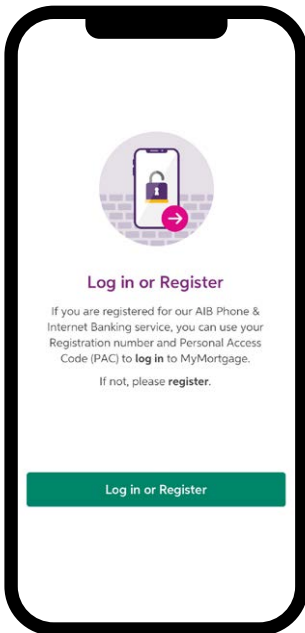 Log in or Register
If you are registered for our AIB Phone &
Internet Banking service, you can use your
Registration number and Personal Access
Code (PAC) to log in to MyMortgage.
If not, please register.
Log in or Register